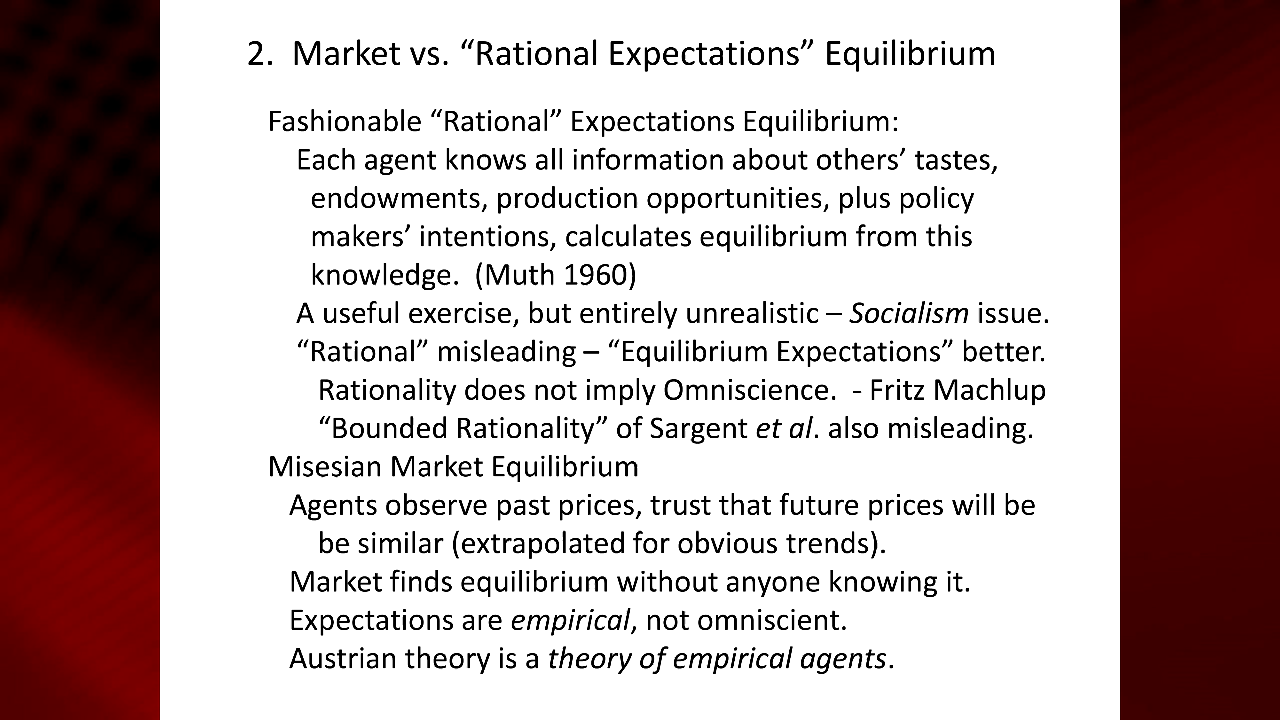 2.  Market vs. “Rational Expectations” Equilibrium
Fashionable “Rational” Expectations Equilibrium:
Each agent knows all information about others’ tastes,
endowments, production opportunities, plus policy
makers’ intentions, calculates equilibrium from this
knowledge.  (Muth 1960)
A useful exercise, but entirely unrealistic – Socialism issue.
“Rational” misleading – “Equilibrium Expectations” better.
Rationality does not imply Omniscience.  - Fritz Machlup
“Bounded Rationality” of Sargent et al. also misleading.
Misesian Market Equilibrium
Agents observe past prices, trust that future prices will be
be similar (extrapolated for obvious trends).
Market finds equilibrium without anyone knowing it.
Expectations are empirical, not omniscient.
Austrian theory is a theory of empirical agents.